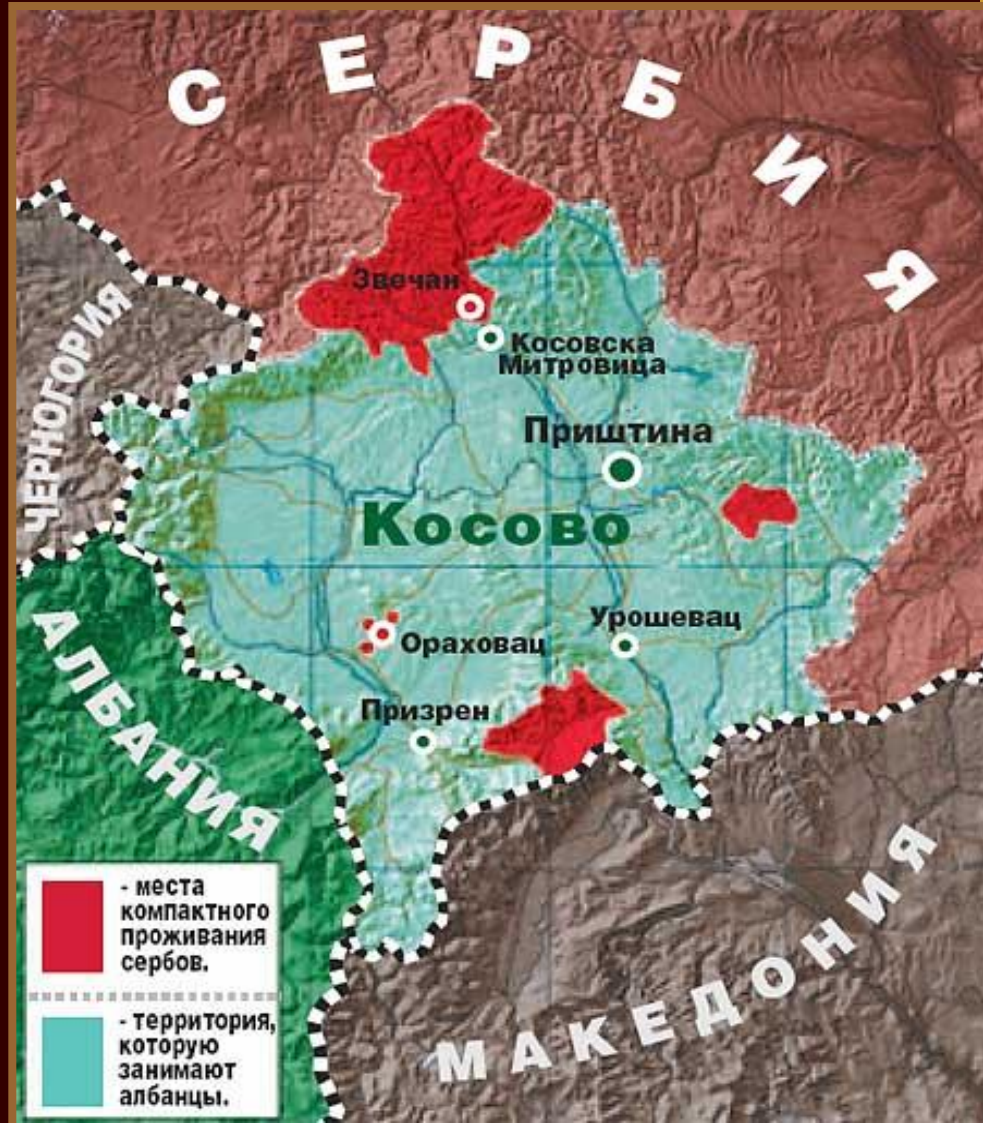 СЕРБИЯ
Звечан
Косовска
Митровица
ЧЕРНОГОРИЯ
Приштина
Косово
Урошевац
Ораховац
АЛБАНИЯ
Призрен
МАКЕДОНИЯ
- места
компактного
проживания
сербов.
- территория,
которую
занимают
албанцы.